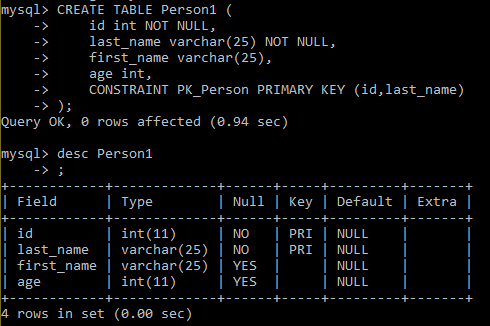 mysql> CREATE TABLE Person1 (
    ->     id int NOT NULL,
    ->     last_name varchar(25) NOT NULL,
    ->     first_name varchar(25),
    ->     age int,
    ->     CONSTRAINT PK_Person PRIMARY KEY (id,last_name)
    -> );
Query OK, 0 rows affected (0.94 sec)

mysql> desc Person1
    -> ;
+------------+-------------+------+-----+---------+-------+
| Field      | Type        | Null | Key | Default | Extra |
+------------+-------------+------+-----+---------+-------+
| id         | int(11)     | NO   | PRI | NULL    |       |
| last_name  | varchar(25) | NO   | PRI | NULL    |       |
| first_name | varchar(25) | YES  |     | NULL    |       |
| age        | int(11)     | YES  |     | NULL    |       |
+------------+-------------+------+-----+---------+-------+
4 rows in set (0.00 sec)